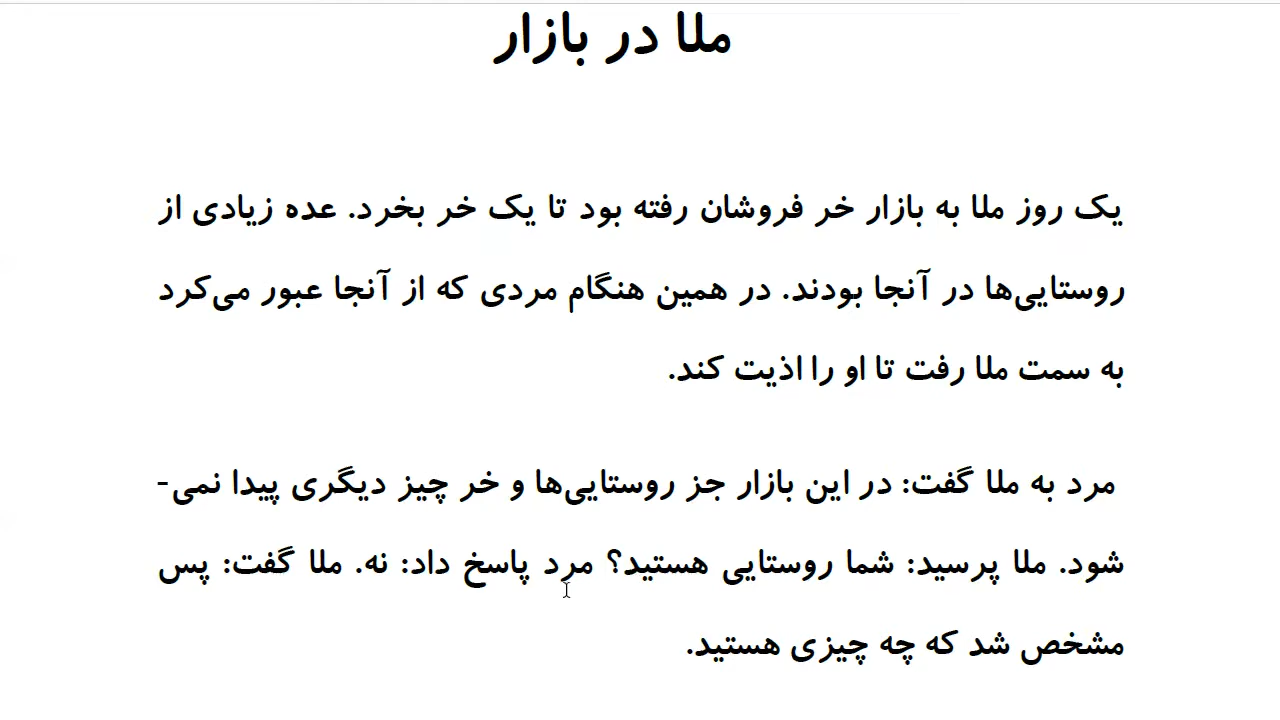 ملا در بازار
یک روز ملا به بازار خر فروشان رفته بود تا یک خر بخرد. عده زیادی از
روستایی‌ها در آنجا بودند. در همین هنگام مردی که از آنجا عبور می‌کرد
به سمت ملا رفت تا او را اذیت کند.
مرد به ملا گفت: در این بازار جز روستایی‌ها و خر چیز دیگری پیدا نمی-
شود. ملا پرسید: شما روستایی هستید؟ مرد پاسخ داد: نه. ملا گفت: پس
مشخص شد که چه چیزی هستید.